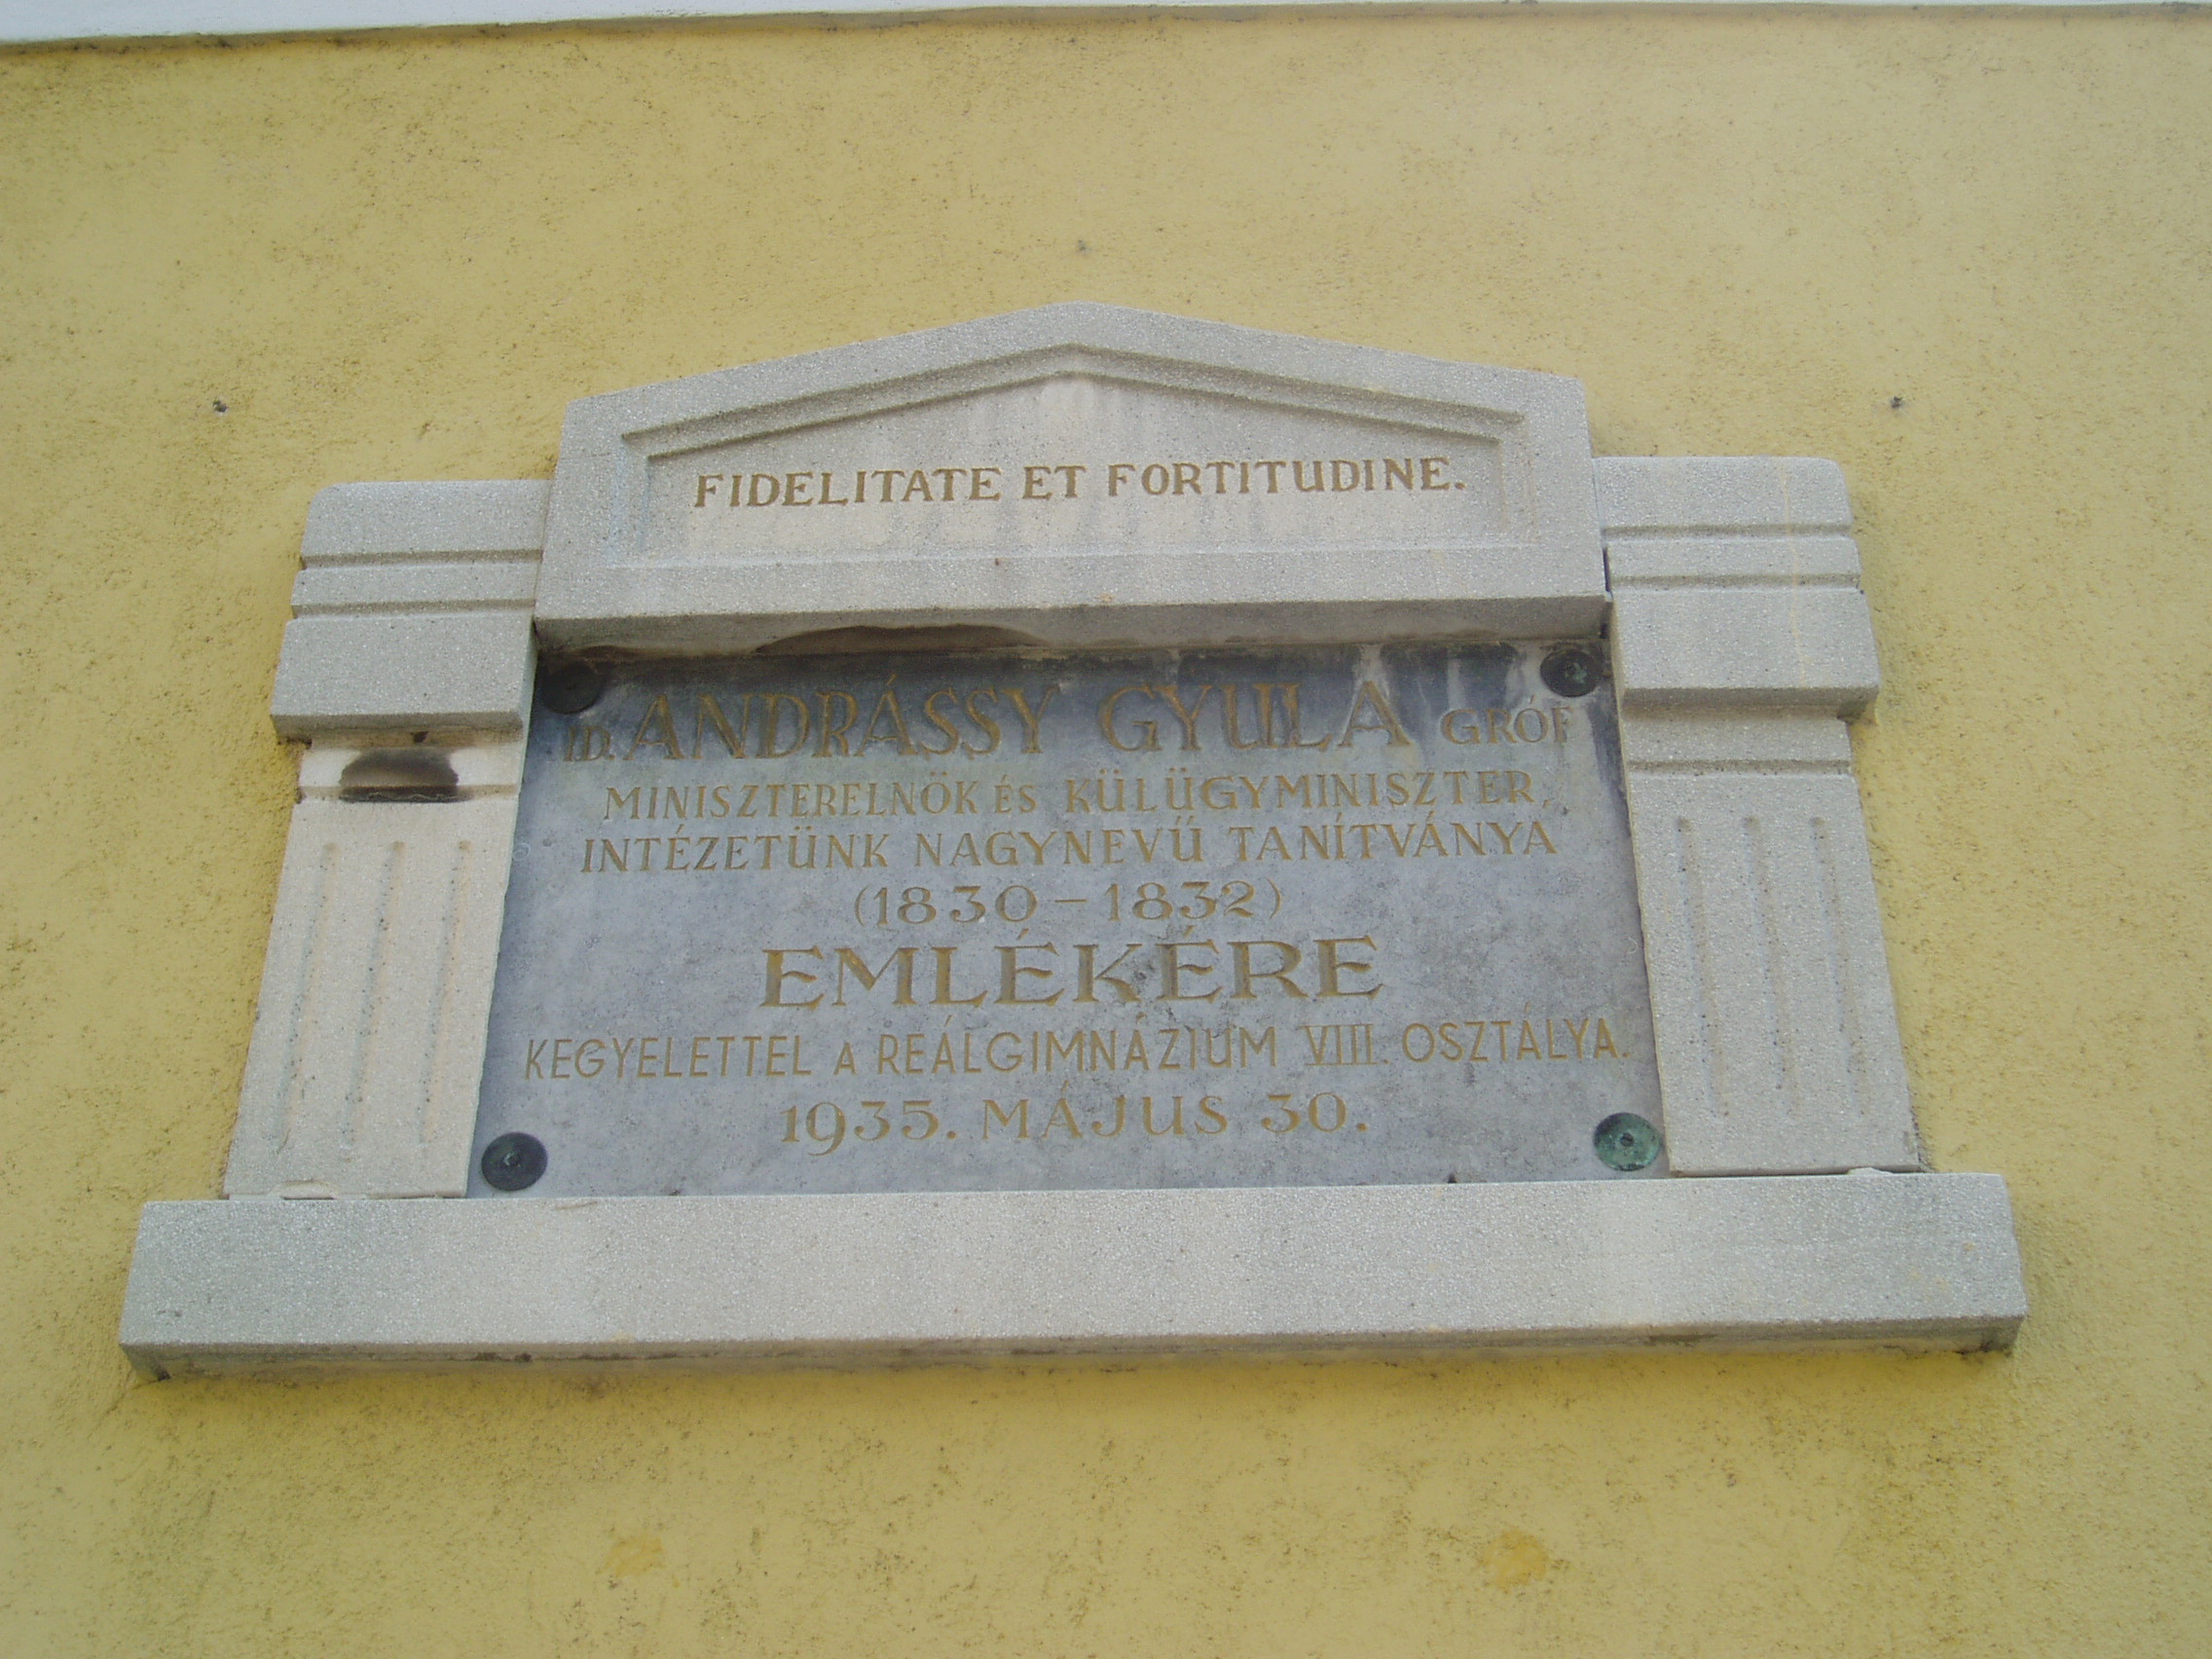 FIDELITATE ET FORTITUDINE.
ID. ANDRÁSSY GYULA GRÓF
MINISZTERELNÖK ÉS KÜLÜGYMINISZTER,
INTÉZETÜNK NAGYNEVŰ TANÍTVÁNYA
(1830-1832)
EMLÉKÉRE
KEGYELETTEL A REÁLGIMNÁZIUM VIII. OSZTÁLYA.
1935. MÁJUS 30.